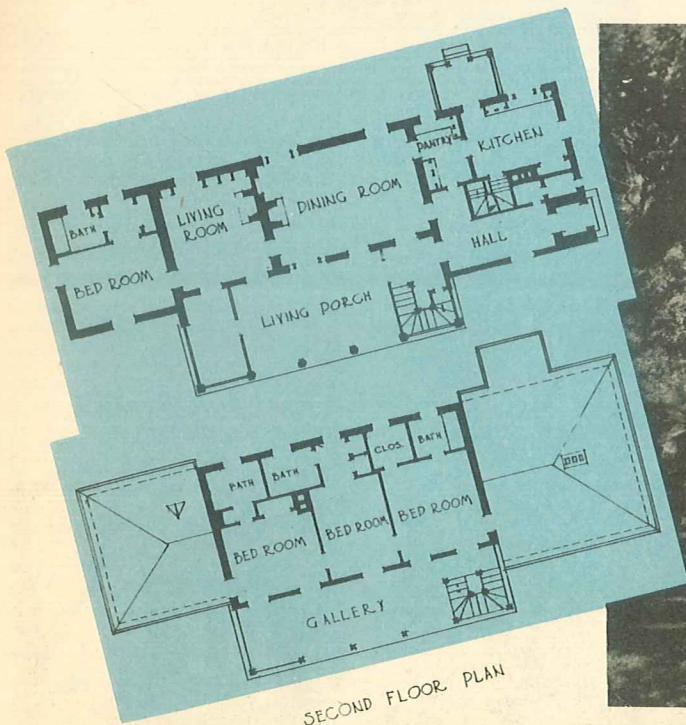 KITCHEN
PANTRY
DINING ROOM
LIVING
ROOM
BATH
BED ROOM
HALL
LIVING PORCH
CLOS.
BATH
BATH
BATH
BED ROOM
BED ROOM
BED ROOM
GALLERY
SECOND FLOOR PLAN